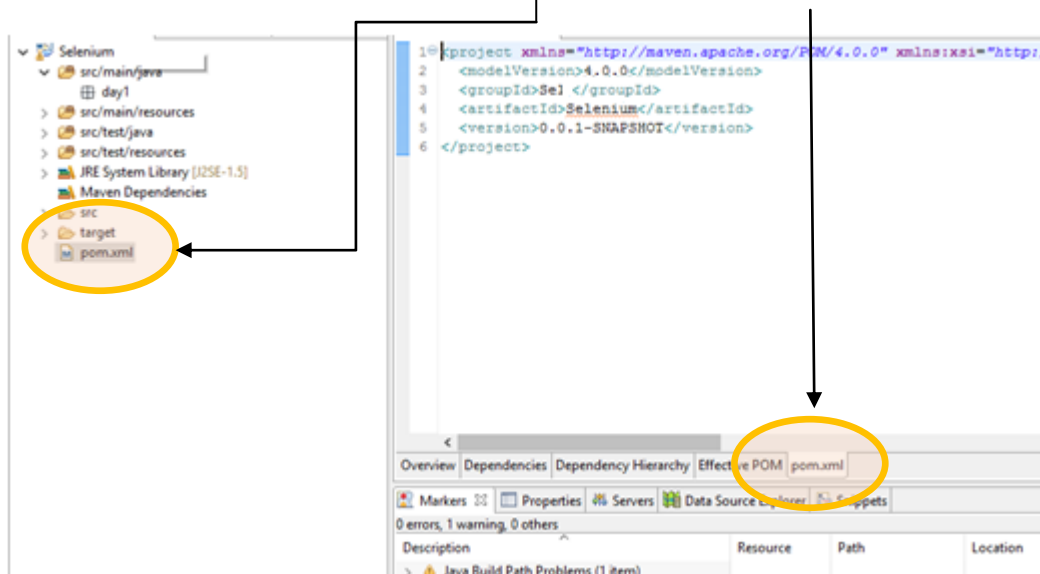 Selenium
src/main/java
day1
src/main/resources
src/test/java
src/test/resources
JRE System Library [J2SE-1.5]
Maven Dependencies
src
target
pom.xml
1 <project xmlns="http://maven.apache.org/POM/4.0.0" xmlns:xsi="http:/
2 <modelVersion>4.0.0</modelVersion>
3 <groupId>Sel </groupId>
4 <artifactId>Selenium</artifactId>
5 <version>0.0.1-SNAPSHOT</version>
6 </project>
Overview Dependencies Dependency Hierarchy Effective POM pom.xml
Markers Properties Servers Data Source Explorer Snippets
0 errors, 1 warning, 0 others
Description Resource Path Location
Java Build Path Problems (1 item)